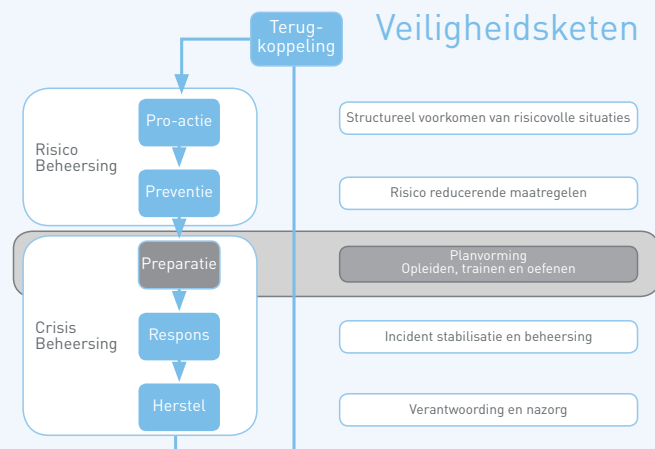 Veiligheidsketen
Terug-
koppeling
Pro-actie
Structureel voorkomen van risicovolle situaties
Risico
Beheersing
Preventie
Risico reducerende maatregelen
Preparatie
Planvorming
Opleiden, trainen en oefenen
Crisis
Beheersing
Respons
Incident stabilisatie en beheersing
Herstel
Verantwoording en nazorg